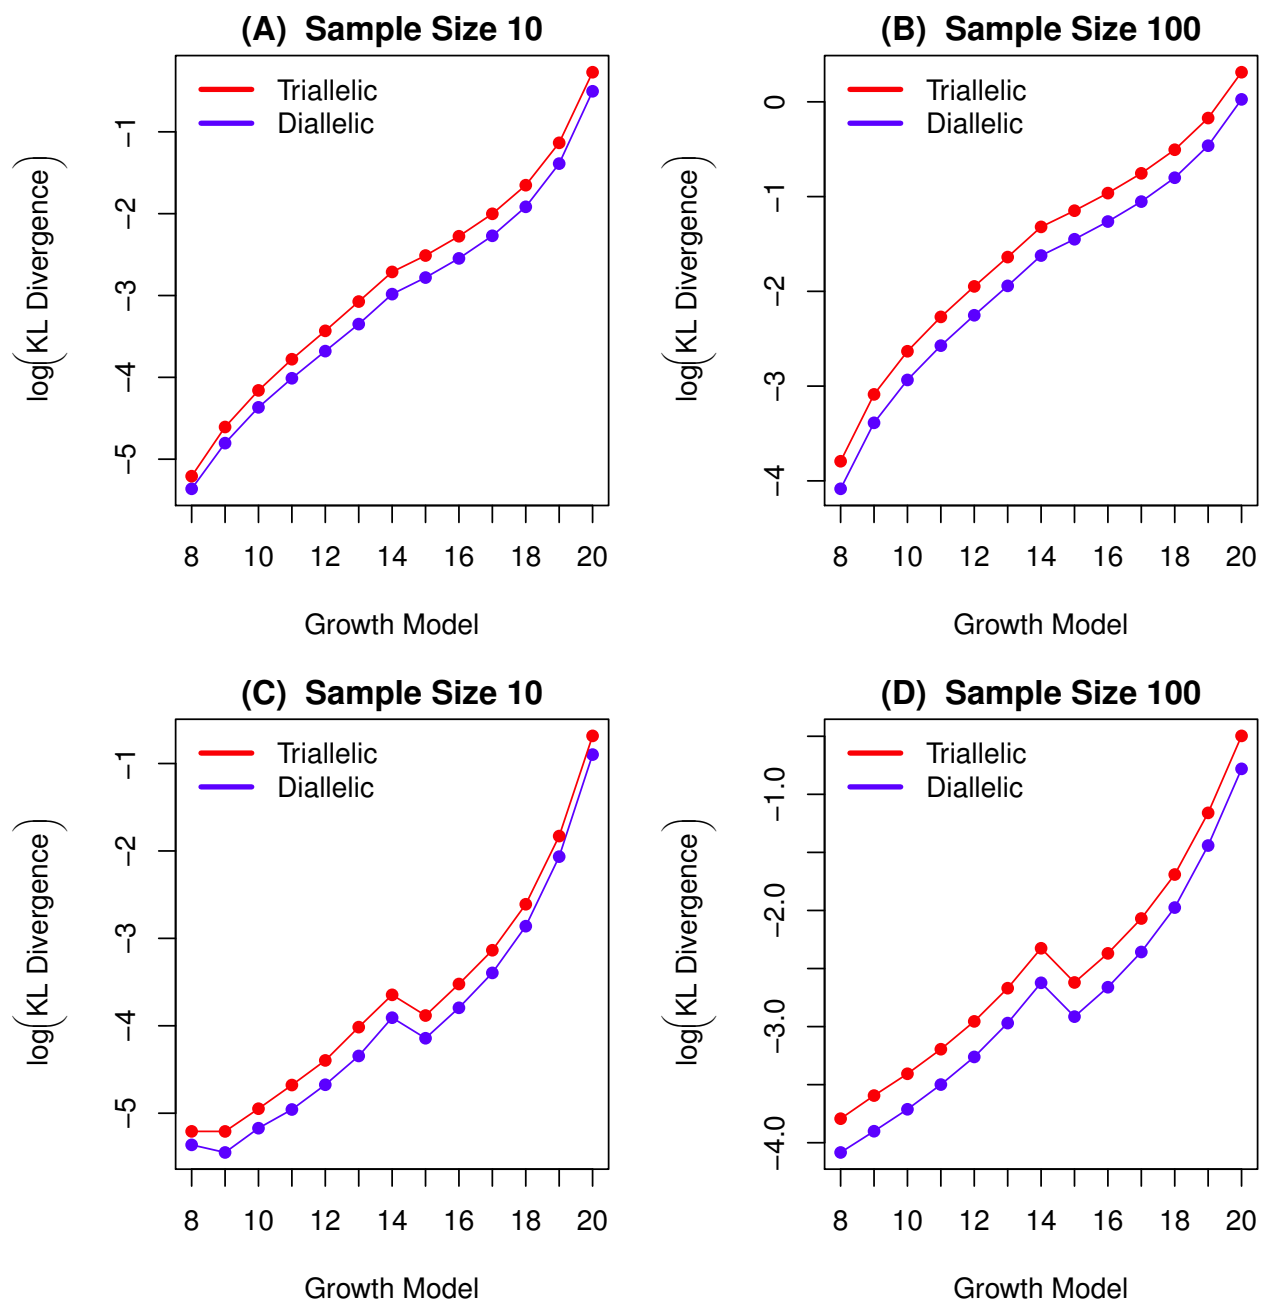 (A) Sample Size 10
Triallelic
Diallelic
log(KL Divergence)
−1
−2
−3
−4
−5
8 10 12 14 16 18 20
Growth Model
(B) Sample Size 100
Triallelic
Diallelic
log(KL Divergence)
0
−1
−2
−3
−4
8 10 12 14 16 18 20
Growth Model
(C) Sample Size 10
Triallelic
Diallelic
log(KL Divergence)
−1
−2
−3
−4
−5
8 10 12 14 16 18 20
Growth Model
(D) Sample Size 100
Triallelic
Diallelic
log(KL Divergence)
−1.0
−2.0
−3.0
−4.0
8 10 12 14 16 18 20
Growth Model